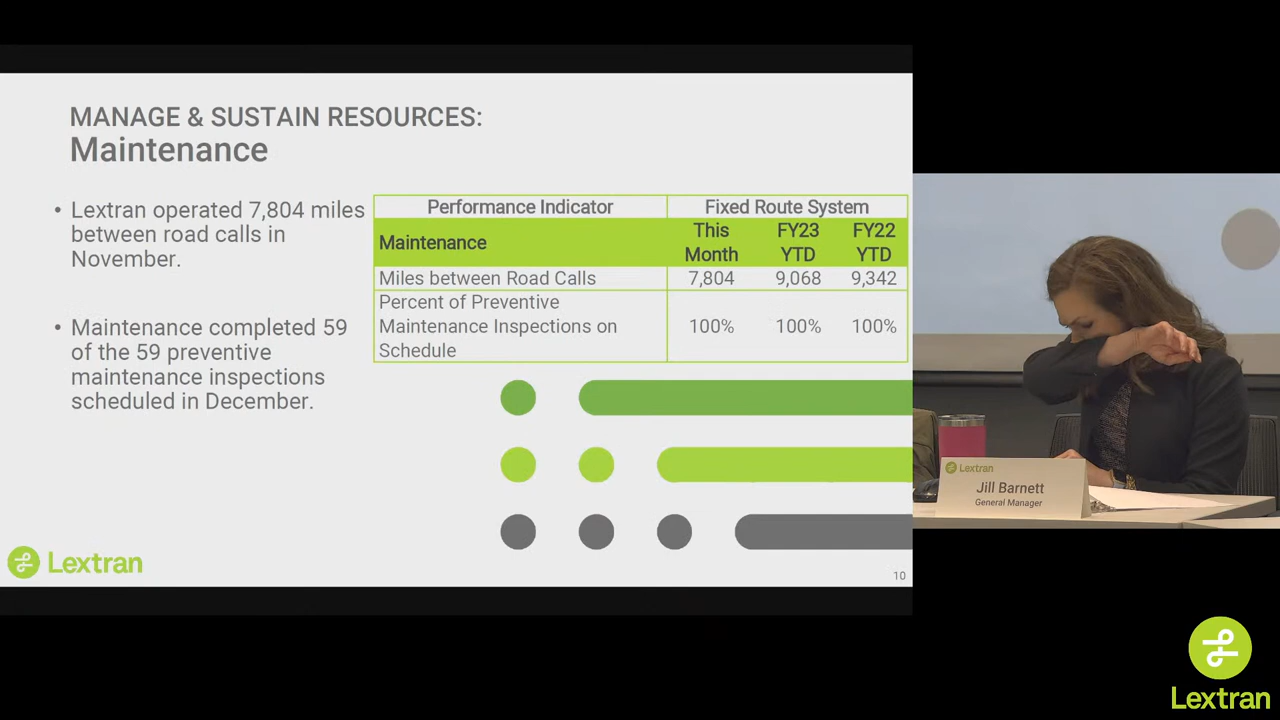 MANAGE & SUSTAIN RESOURCES:
Maintenance
• Lextran operated 7,804 miles
between road calls in
November.
• Maintenance completed 59
of the 59 preventive
maintenance inspections
scheduled in December.
Performance Indicator Fixed Route System
Maintenance This Month FY23 YTD FY22 YTD
Miles between Road Calls 7,804 9,068 9,342
Percent of Preventive
Maintenance Inspections on 100% 100% 100%
Schedule
Lextran
10
Lextran
Jill Barnett
General Manager
Lextran